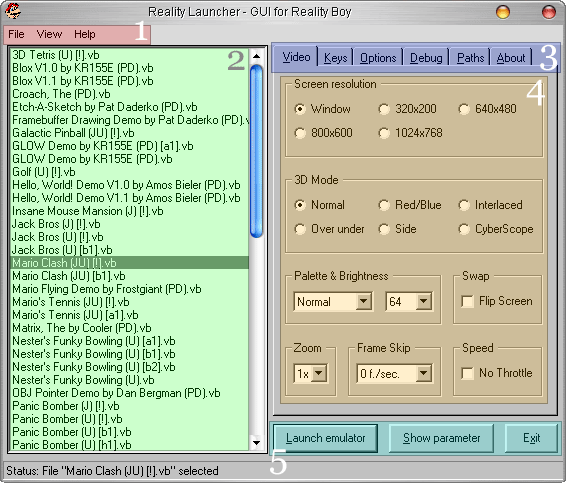 Reality Launcher - GUI for Reality Boy
File View Help
1
2
3D Tetris (U) [!].vb
Blox V1.0 by KR155E (PD).vb
Blox V1.1 by KR155E (PD).vb
Croach, The (PD).vb
Etch-A-Sketch by Pat Daderko (PD).vb
Framebuffer Drawing Demo by Pat Daderko (PD).v
Galactic Pinball (JU) [!].vb
GLOW Demo by KR155E (PD) [a1].vb
GLOW Demo by KR155E (PD).vb
Golf (U) [!].vb
Hello, World! Demo V1.0 by Amos Bieler (PD).vb
Hello, World! Demo V1.1 by Amos Bieler (PD).vb
Insane Mouse Mansion (J) [!].vb
Jack Bros (J) [!].vb
Jack Bros (U) [!].vb
Jack Bros (U) [b1].vb
Mario Clash (JU) [!].vb
Mario Clash (JU) [b1].vb
Mario Flying Demo by Frostgiant (PD).vb
Mario's Tennis (JU) [!].vb
Mario's Tennis (JU) [a1].vb
Matrix, The by Cooler (PD).vb
Nester's Funky Bowling (U) [a1].vb
Nester's Funky Bowling (U) [b1].vb
Nester's Funky Bowling (U) [b2].vb
Nester's Funky Bowling (U).vb
OBJ Pointer Demo by Dan Bergman (PD).vb
Panic Bomber (J) [!].vb
Panic Bomber (U) [!].vb
Panic Bomber (U) [b1].vb
Panic Bomber (U) [h1].vb
Video Keys Options Debug Paths About
3
4
Screen resolution
Window 320x200 640x480
800x600 1024x768
3D Mode
Normal Red/Blue Interlaced
Over under Side CyberScope
Palette & Brightness
Normal 64
Swap
Flip Screen
Zoom
1x
Frame Skip
0 f./sec.
Speed
No Throttle
Launch emulator Show parameter Exit
5
Status: File "Mario Clash (JU) [!].vb" selected